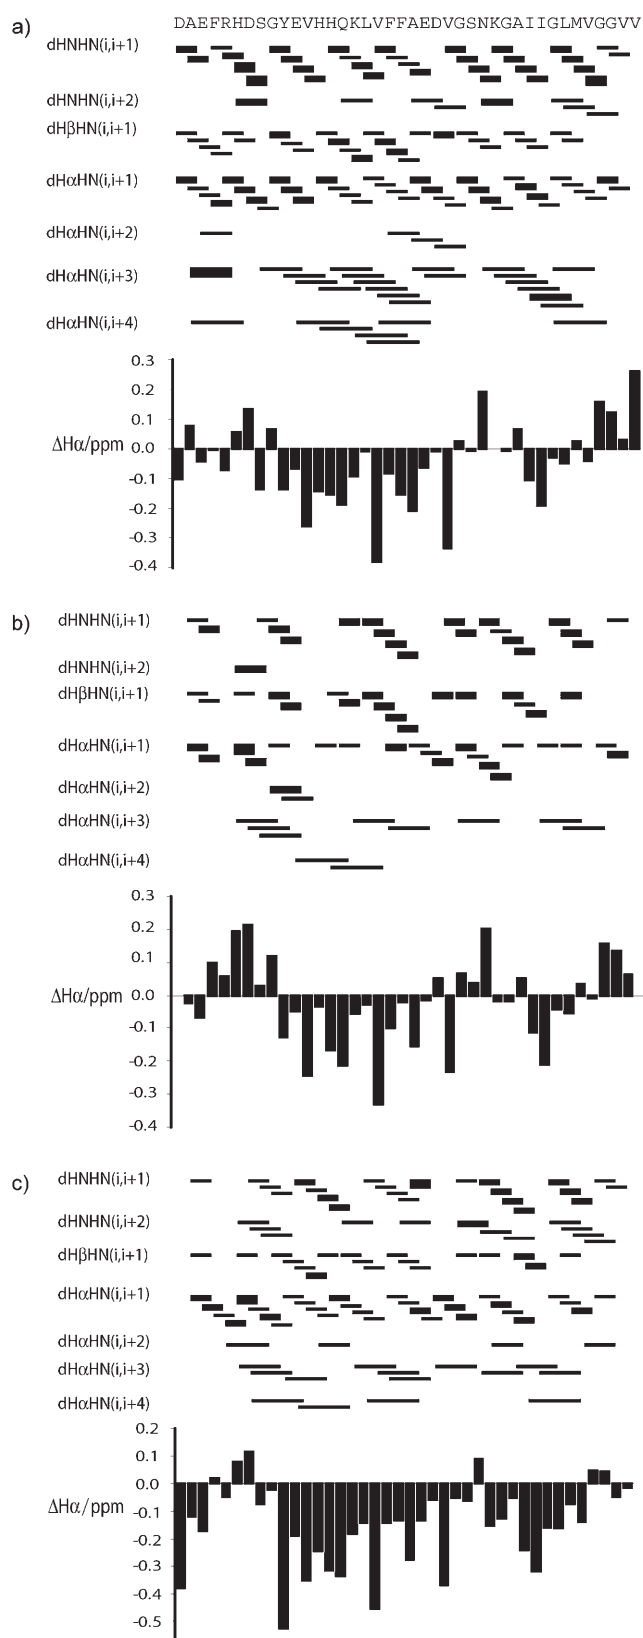 DAEFRHDSGYEVHHQKLVFFAEDVGSNKGAIIGLMVGGVV
a)
dHNHN(i,i+1)
dHNHN(i,i+2)
dHβHN(i,i+1)
dHαHN(i,i+1)
dHαHN(i,i+2)
dHαHN(i,i+3)
dHαHN(i,i+4)
0.3
0.2
0.1
ΔHα/ppm 0.0
-0.1
-0.2
-0.3
-0.4
b)
dHNHN(i,i+1)
dHNHN(i,i+2)
dHβHN(i,i+1)
dHαHN(i,i+1)
dHαHN(i,i+2)
dHαHN(i,i+3)
dHαHN(i,i+4)
0.3
0.2
0.1
ΔHα/ppm 0.0
-0.1
-0.2
-0.3
-0.4
c)
dHNHN(i,i+1)
dHNHN(i,i+2)
dHβHN(i,i+1)
dHαHN(i,i+1)
dHαHN(i,i+2)
dHαHN(i,i+3)
dHαHN(i,i+4)
0.2
0.1
0.0
ΔHα/ppm -0.1
-0.2
-0.3
-0.4
-0.5